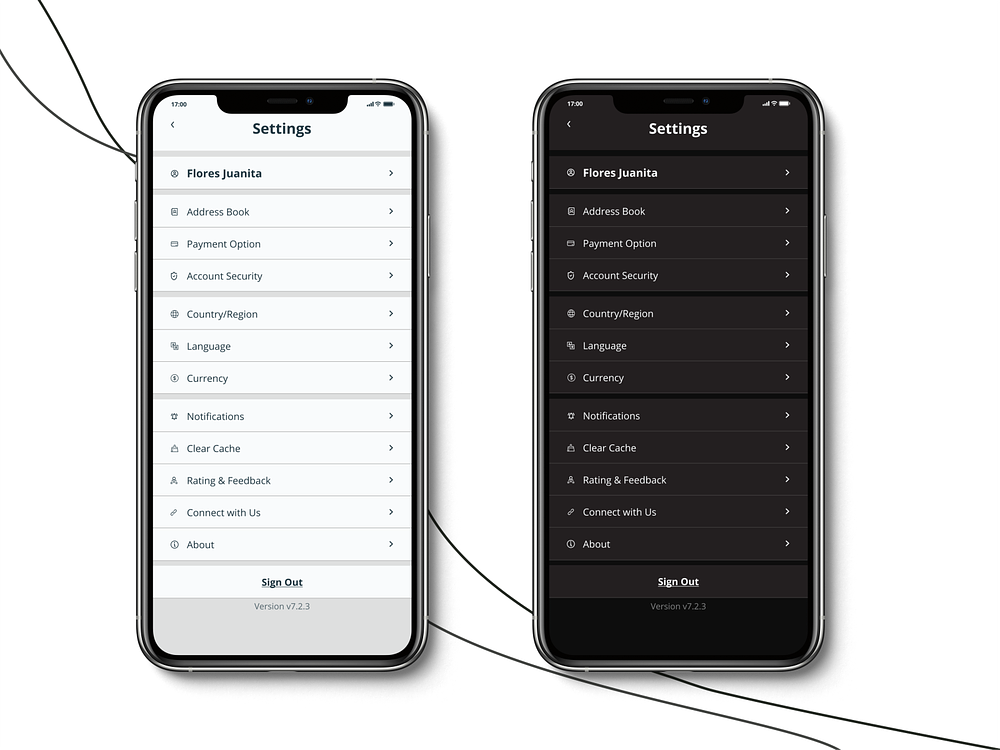 17:00
Settings
Flores Juanita
Address Book
Payment Option
Account Security
Country/Region
Language
Currency
Notifications
Clear Cache
Rating & Feedback
Connect with Us
About
Sign Out
Version v7.2.3
17:00
Settings
Flores Juanita
Address Book
Payment Option
Account Security
Country/Region
Language
Currency
Notifications
Clear Cache
Rating & Feedback
Connect with Us
About
Sign Out
Version v7.2.3